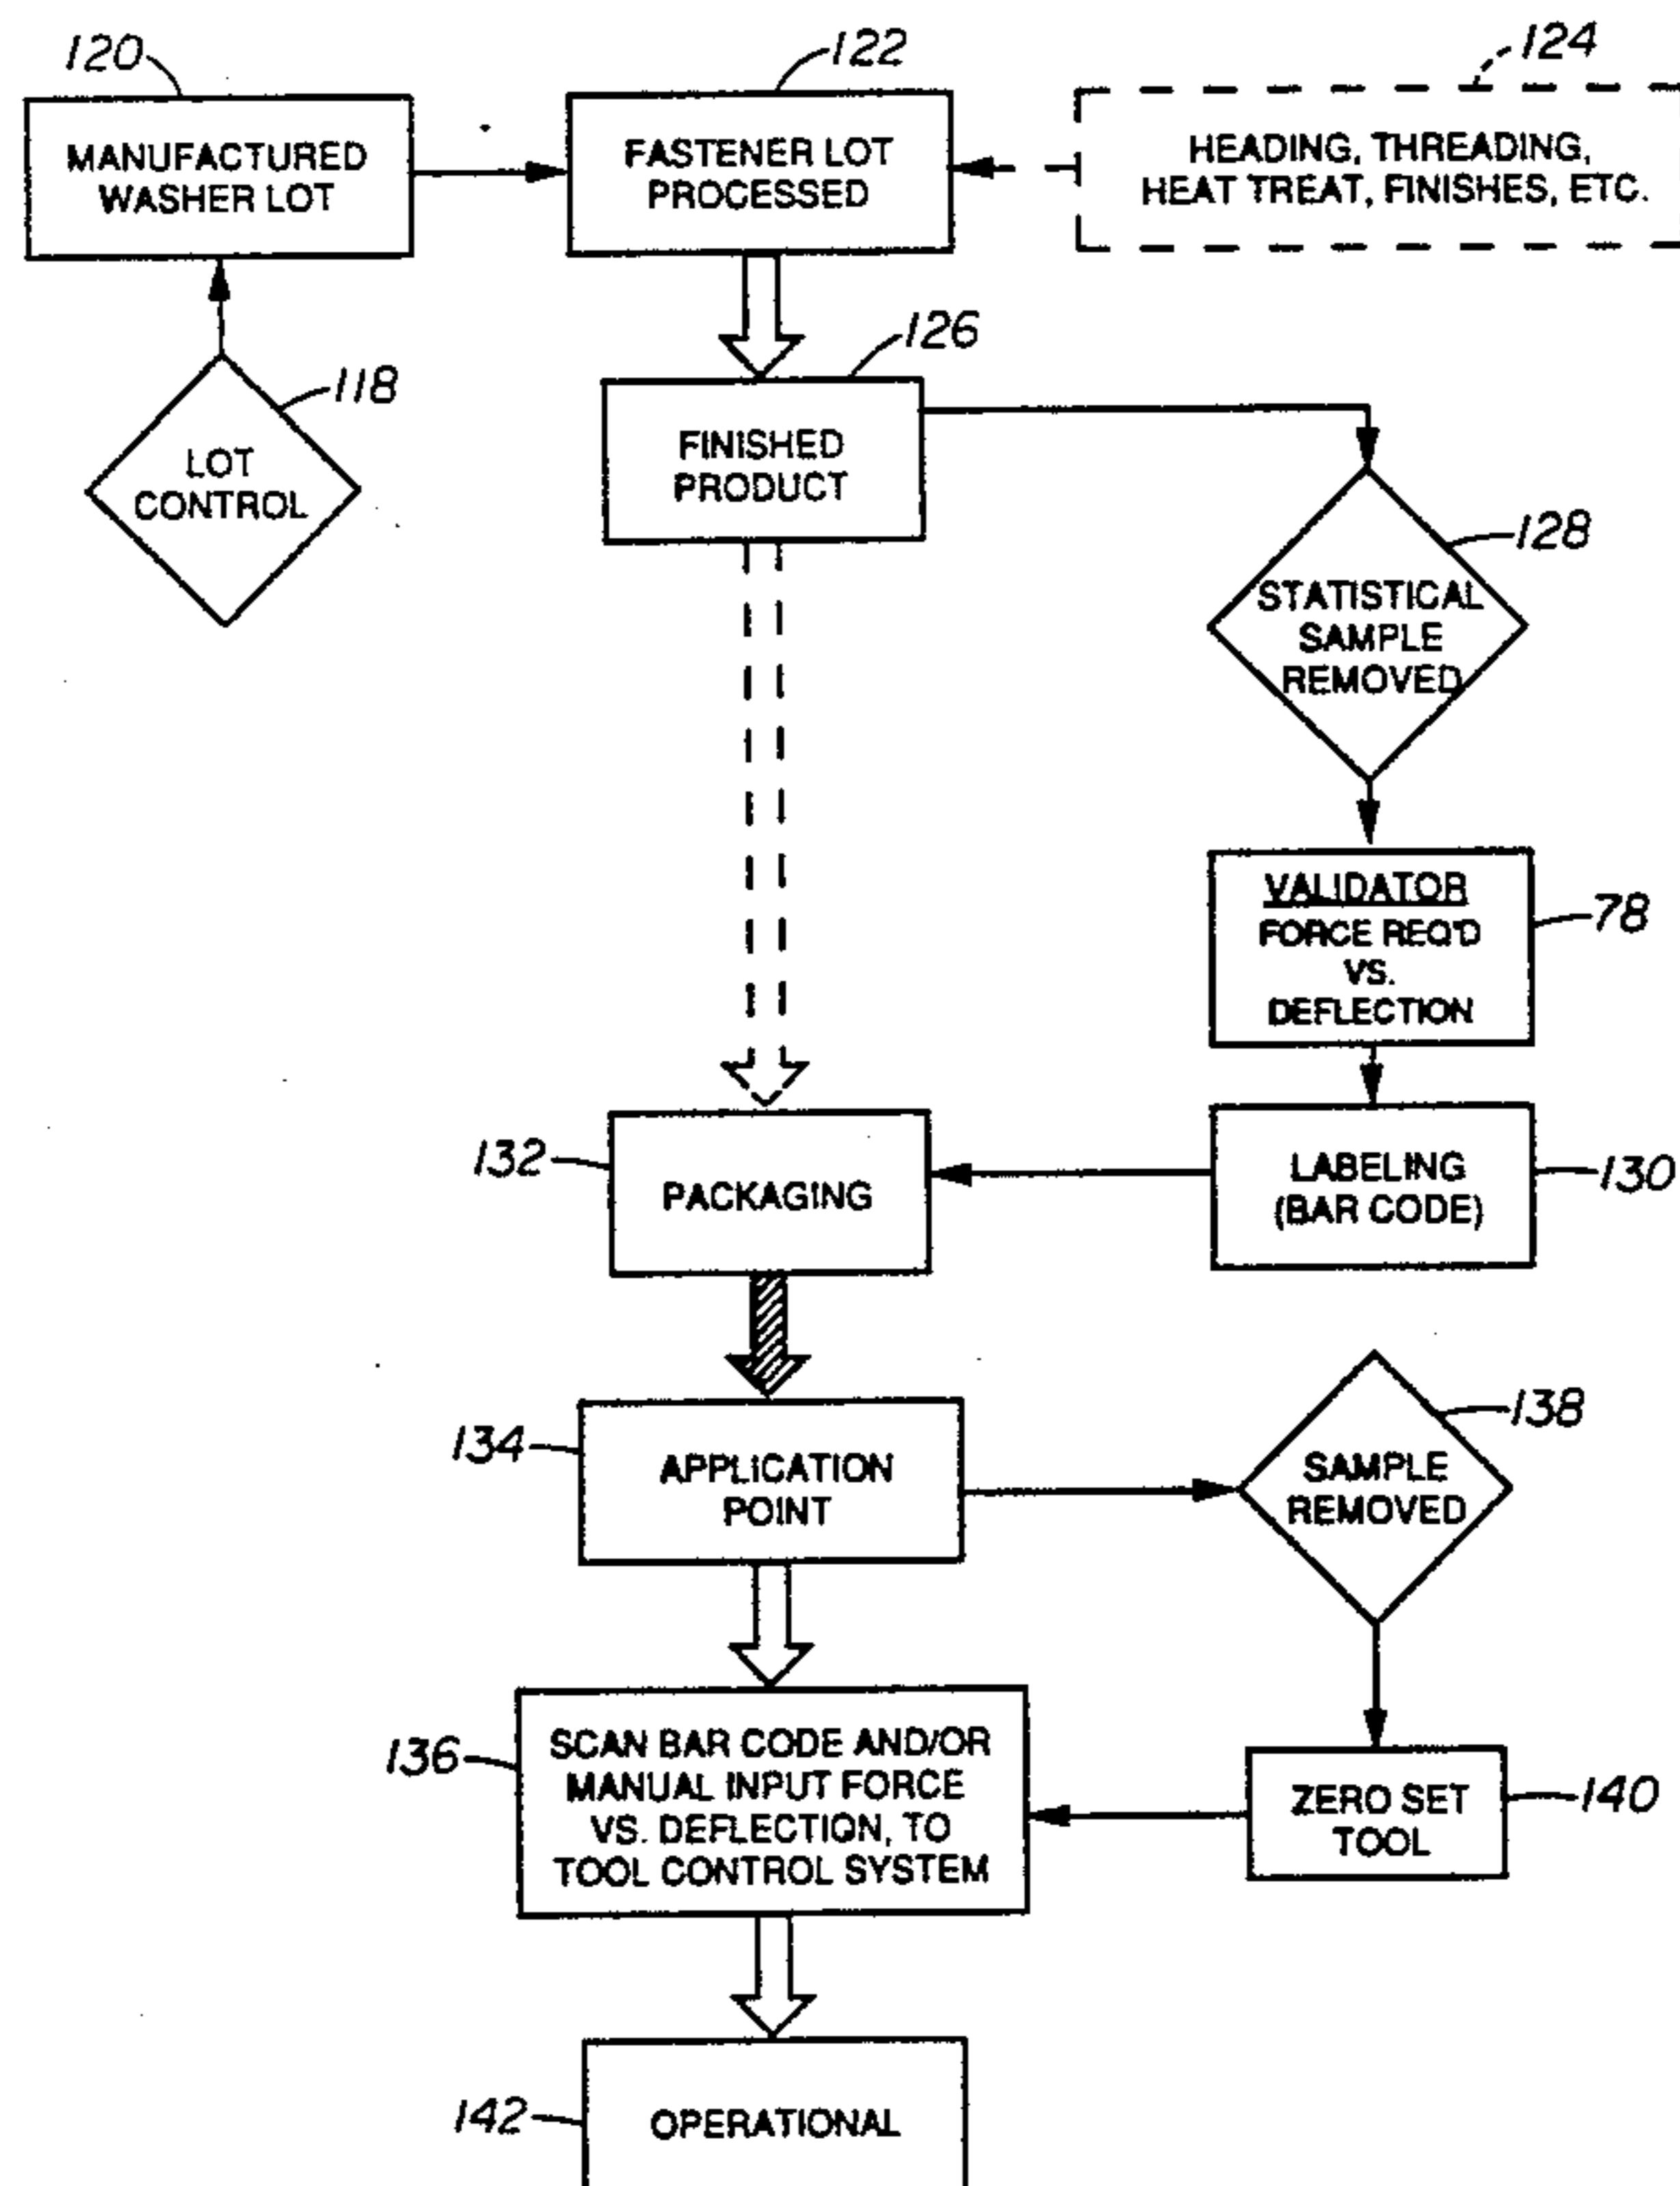 120
122
124
MANUFACTURED
WASHER LOT
FASTENER LOT
PROCESSED
HEADING, THREADING,
HEAT TREAT, FINISHES, ETC.
126
118
LOT
CONTROL
FINISHED
PRODUCT
128
STATISTICAL
SAMPLE
REMOVED
VALIDATOR
FORCE REQ'D
VS.
DEFLECTION
78
132
PACKAGING
LABELING
(BAR CODE)
130
134
APPLICATION
POINT
138
SAMPLE
REMOVED
136
SCAN BAR CODE AND/OR
MANUAL INPUT FORCE
VS. DEFLECTION, TO
TOOL CONTROL SYSTEM
ZERO SET
TOOL
140
142
OPERATIONAL